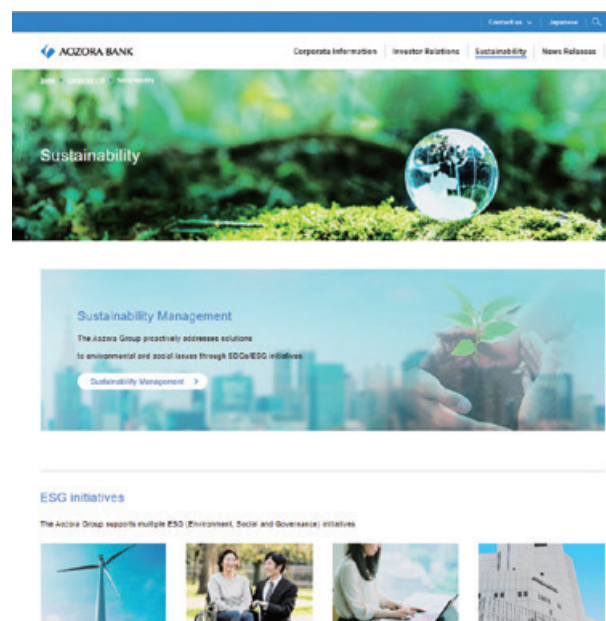 Contact us Japanese
AOZORA BANK
Corporate Information Investor Relations Sustainability News Releases
Sustainability
Sustainability
Sustainability Management
The Aozora Group proactively addresses solutions
to environmental and social issues through SDGs/ESG initiatives.
Sustainability Management >
ESG initiatives
The Aozora Group supports multiple ESG (Environment, Social and Governance) initiatives